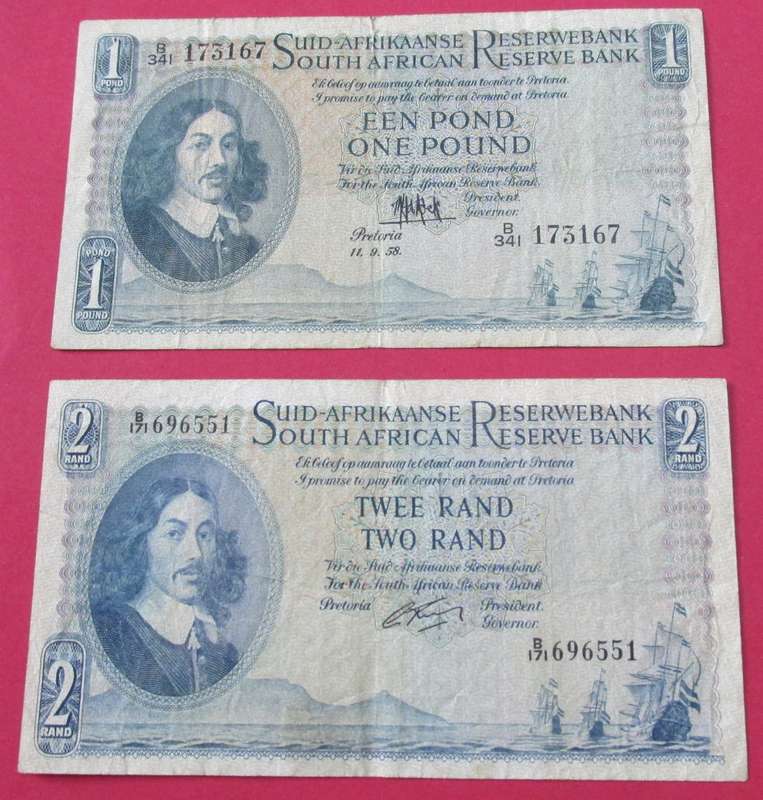 1
POND
B/341 173167
SUID-AFRIKAANSE RESERWEBANK
SOUTH AFRICAN RESERVE BANK
1
POUND
Ek beloof op aanvraag te betaal aan toonder te Pretoria.
I promise to pay the bearer on demand at Pretoria.
EEN POND
ONE POUND
Vir die Suid-Afrikaanse Reserwebank
For the South African Reserve Bank.
President.
Governor.
Pretoria
11.9.58.
B/341 173167
POND
1
POUND
2
RAND
B/171 696551
SUID-AFRIKAANSE RESERWEBANK
SOUTH AFRICAN RESERVE BANK
2
RAND
Ek beloof op aanvraag te betaal aan toonder te Pretoria
I promise to pay the bearer on demand at Pretoria
TWEE RAND
TWO RAND
Vir die Suid-Afrikaanse Reserwebank
For the South African Reserve Bank
Pretoria
President.
Governor.
B/171 696551
2
RAND